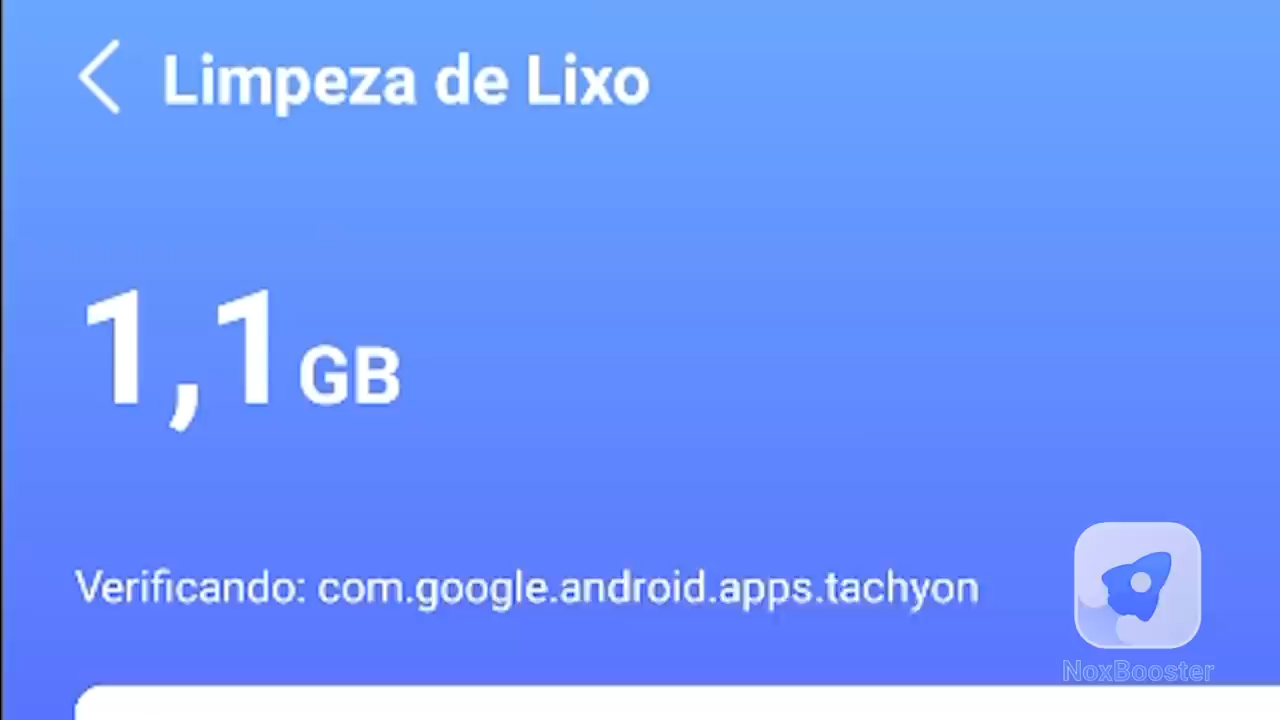 Limpeza de Lixo
1,1 GB
Verificando: com.google.android.apps.tachyon
NoxBooster